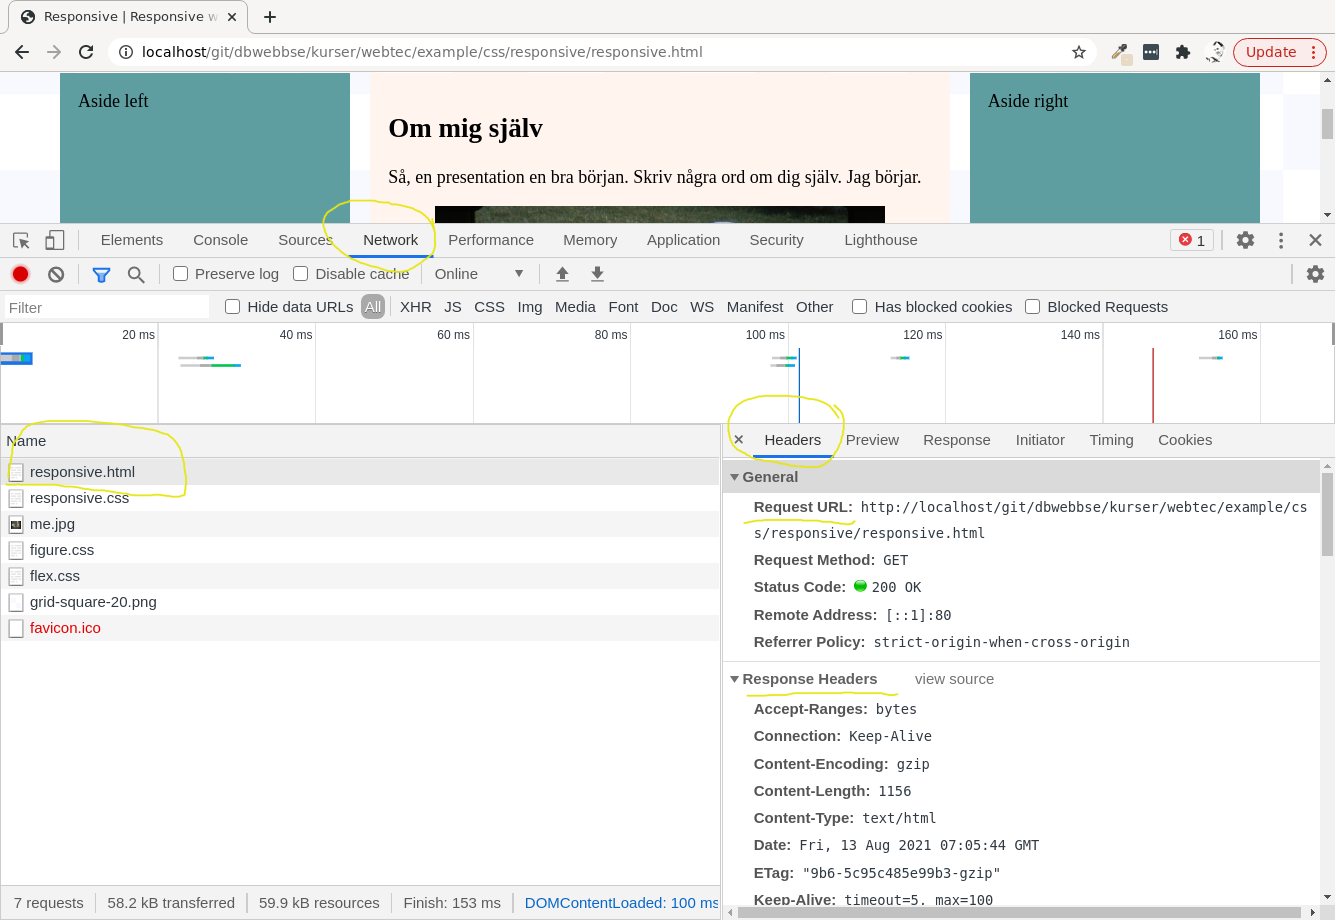 Responsive | Responsive w
localhost/git/dbwebbse/kurser/webtec/example/css/responsive/responsive.html
Update
Aside left
Om mig själv
Så, en presentation en bra början. Skriv några ord om dig själv. Jag börjar.
Aside right
Elements Console Sources Network Performance Memory Application Security Lighthouse 1
Preserve log Disable cache Online
Filter Hide data URLs All XHR JS CSS Img Media Font Doc WS Manifest Other Has blocked cookies Blocked Requests
20 ms 40 ms 60 ms 80 ms 100 ms 120 ms 140 ms 160 ms
Name
responsive.html
responsive.css
me.jpg
figure.css
flex.css
grid-square-20.png
favicon.ico
7 requests 58.2 kB transferred 59.9 kB resources Finish: 153 ms DOMContentLoaded: 100 ms
Headers Preview Response Initiator Timing Cookies
General
Request URL: http://localhost/git/dbwebbse/kurser/webtec/example/cs
s/responsive/responsive.html
Request Method: GET
Status Code: 200 OK
Remote Address: [::1]:80
Referrer Policy: strict-origin-when-cross-origin
Response Headers view source
Accept-Ranges: bytes
Connection: Keep-Alive
Content-Encoding: gzip
Content-Length: 1156
Content-Type: text/html
Date: Fri, 13 Aug 2021 07:05:44 GMT
ETag: "9b6-5c95c485e99b3-gzip"
Keep-Alive: timeout=5, max=100